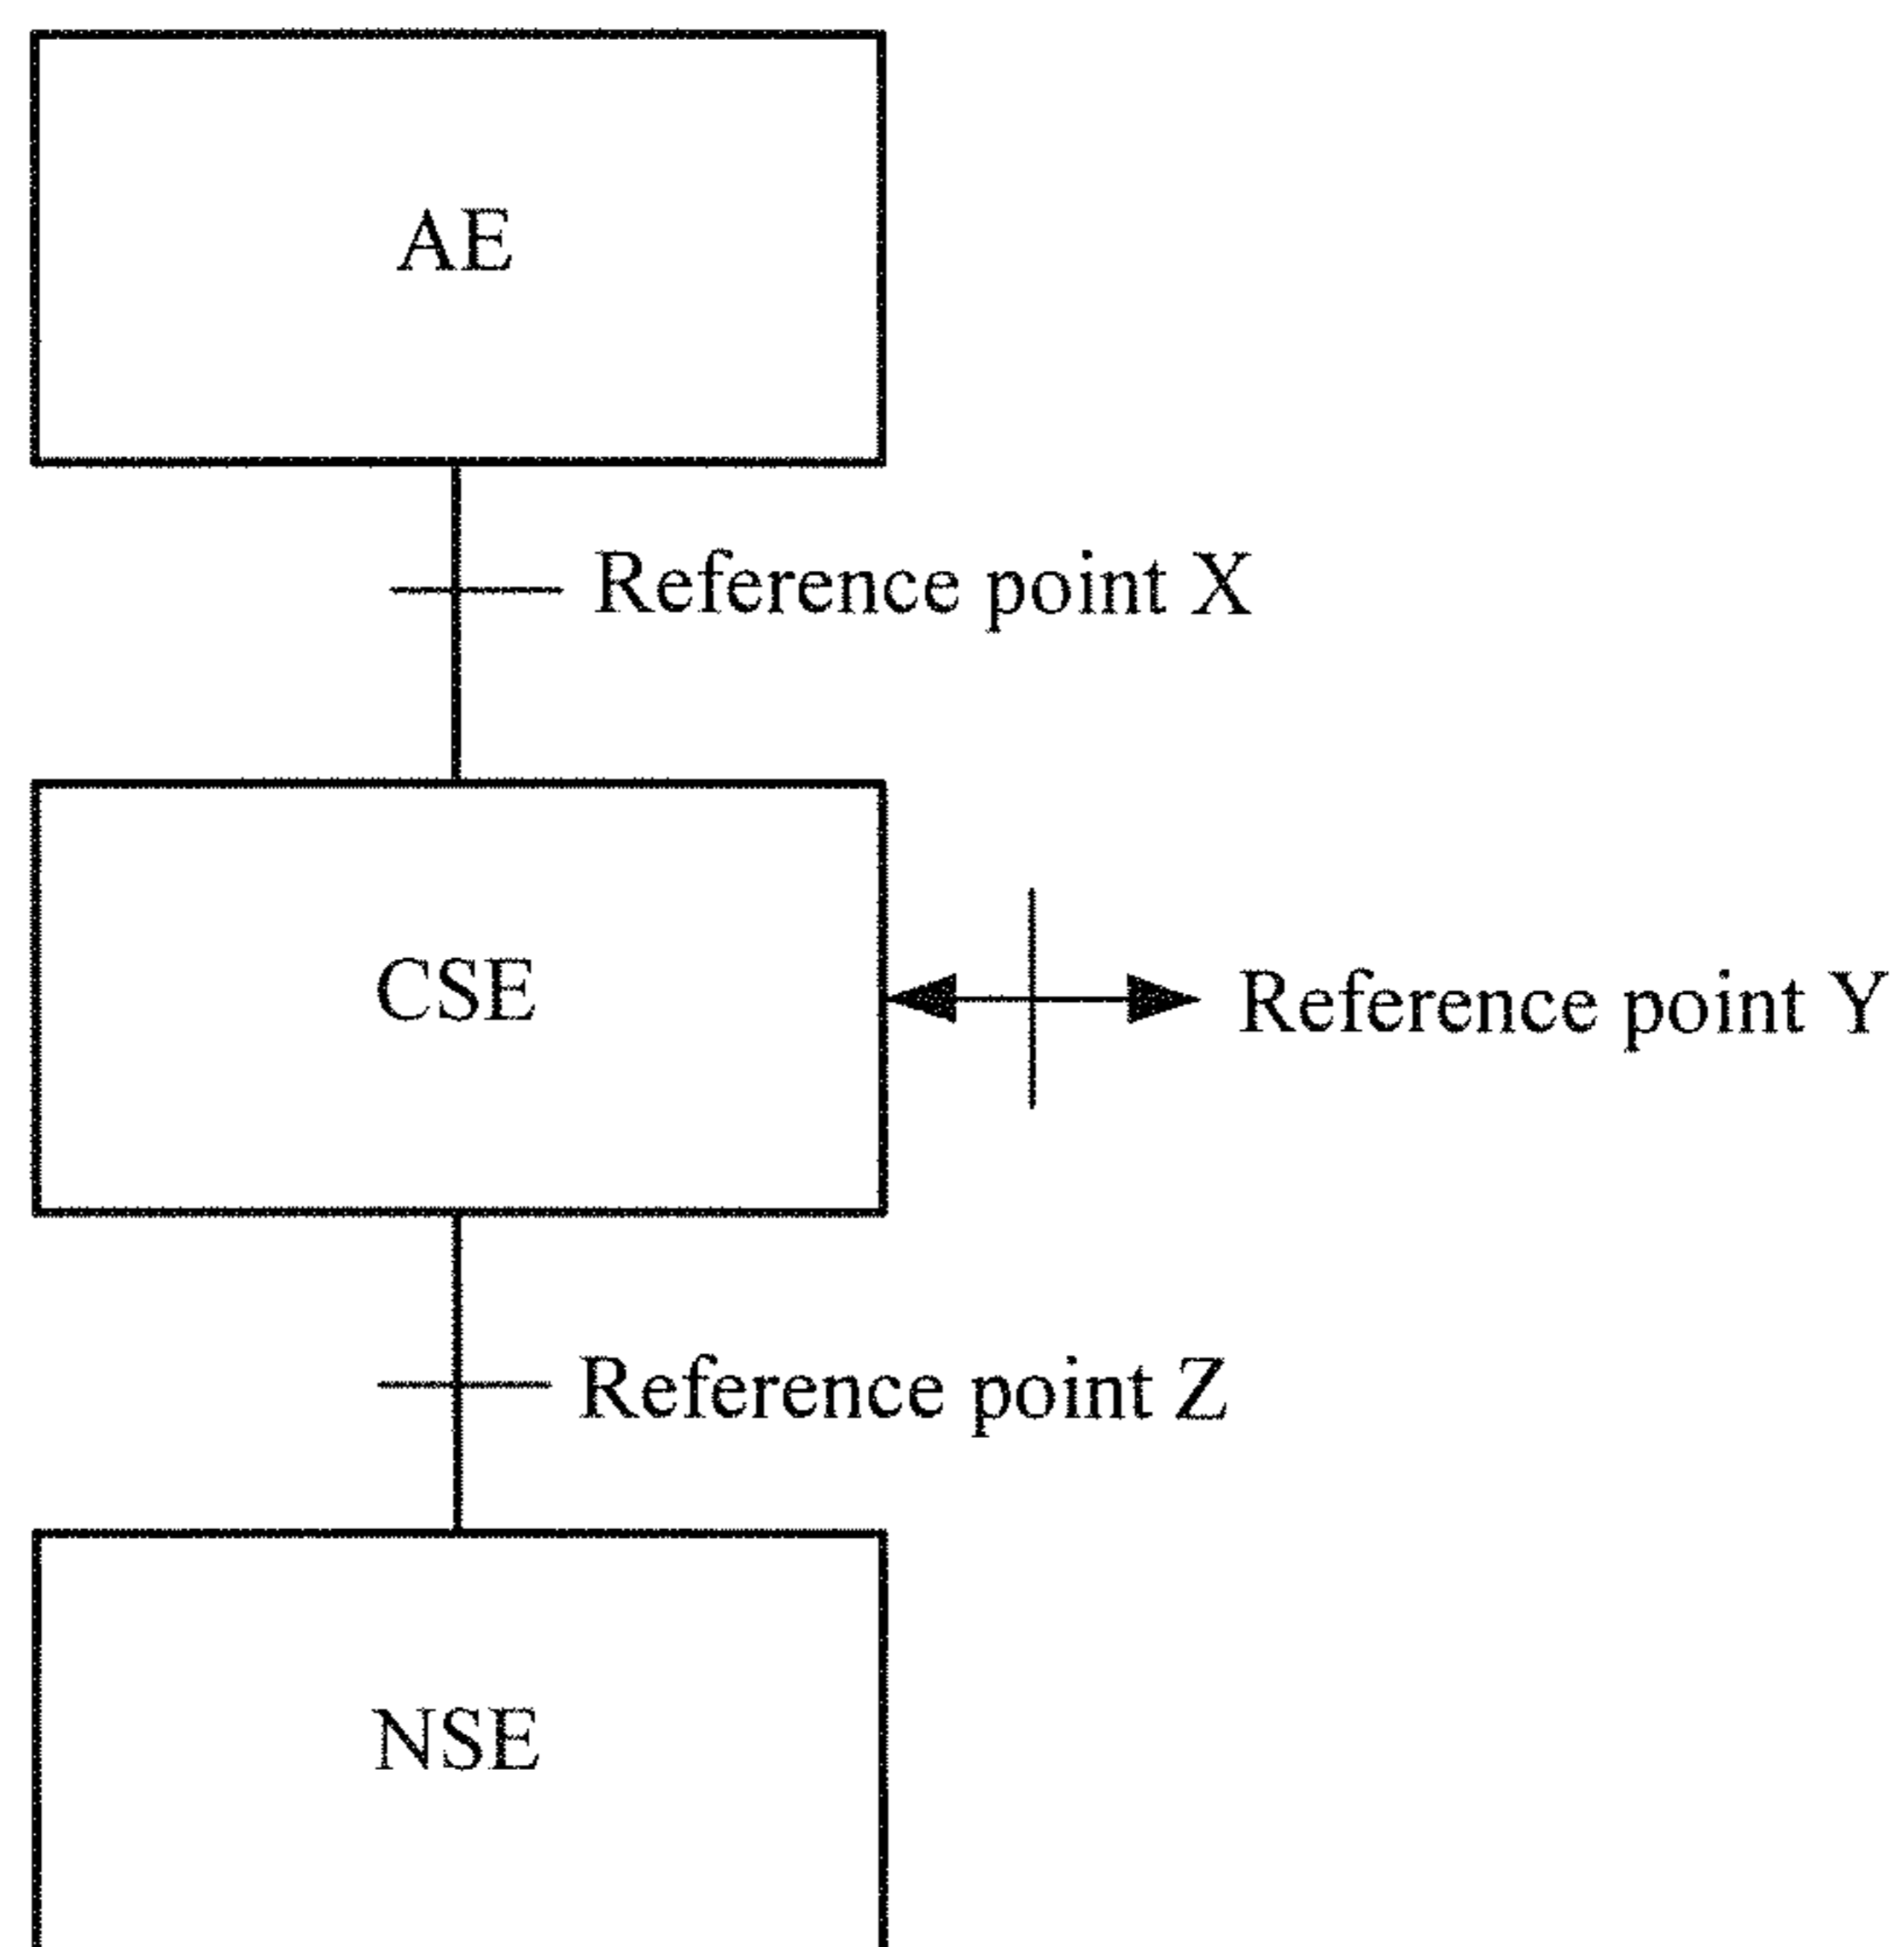 AE
Reference point X
CSE
Reference point Y
Reference point Z
NSE